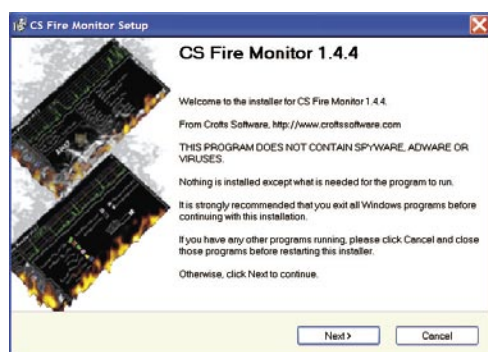 CS Fire Monitor Setup
CS Fire Monitor 1.4.4
Welcome to the installer for CS Fire Monitor 1.4.4.
From Crofts Software, http://www.croftssoftware.com
THIS PROGRAM DOES NOT CONTAIN SPYWARE, ADWARE OR
VIRUSES.
Nothing is installed except what is needed for the program to run.
It is strongly recommended that you exit all Windows programs before
continuing with this installation.
If you have any other programs running, please click Cancel and close
those programs before restarting this installer.
Otherwise, click Next to continue.
Next >
Cancel